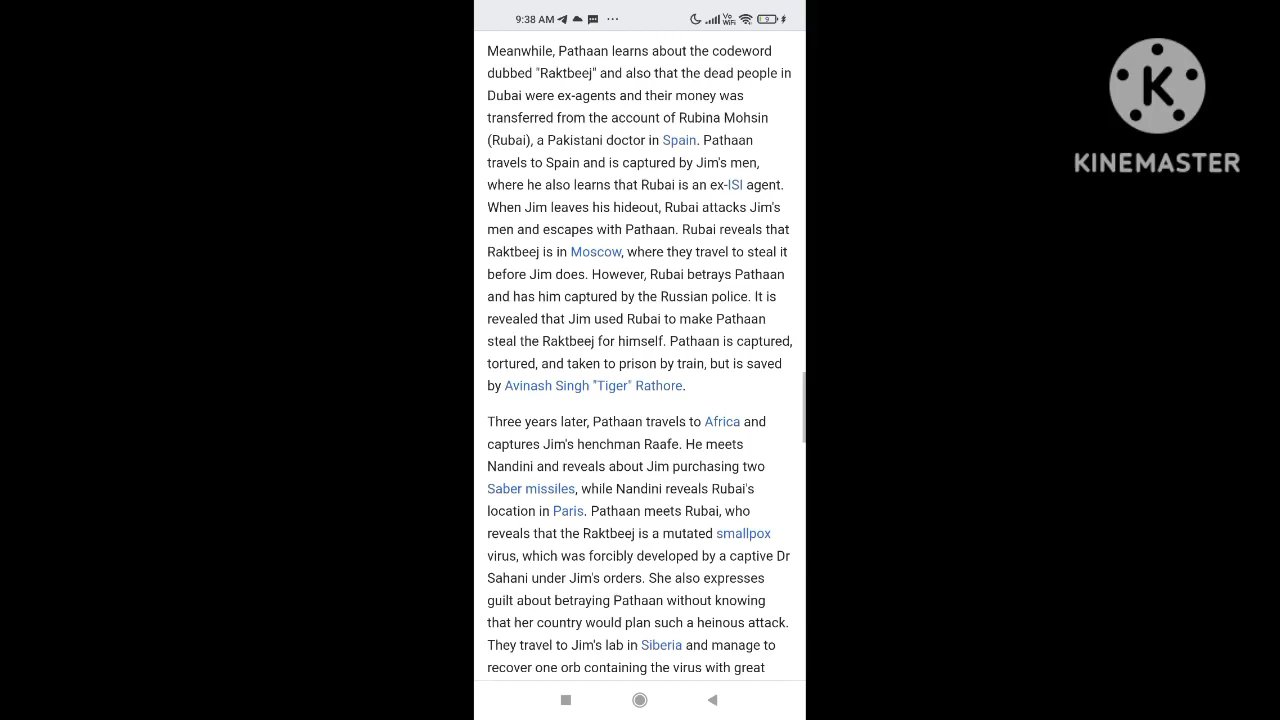 9:38 AM
Vo WiFi 9
Meanwhile, Pathaan learns about the codeword
dubbed "Raktbeej" and also that the dead people in
Dubai were ex-agents and their money was
transferred from the account of Rubina Mohsin
(Rubai), a Pakistani doctor in Spain. Pathaan
travels to Spain and is captured by Jim's men,
where he also learns that Rubai is an ex-ISI agent.
When Jim leaves his hideout, Rubai attacks Jim's
men and escapes with Pathaan. Rubai reveals that
Raktbeej is in Moscow, where they travel to steal it
before Jim does. However, Rubai betrays Pathaan
and has him captured by the Russian police. It is
revealed that Jim used Rubai to make Pathaan
steal the Raktbeej for himself. Pathaan is captured,
tortured, and taken to prison by train, but is saved
by Avinash Singh "Tiger" Rathore.
Three years later, Pathaan travels to Africa and
captures Jim's henchman Raafe. He meets
Nandini and reveals about Jim purchasing two
Saber missiles, while Nandini reveals Rubai's
location in Paris. Pathaan meets Rubai, who
reveals that the Raktbeej is a mutated smallpox
virus, which was forcibly developed by a captive Dr
Sahani under Jim's orders. She also expresses
guilt about betraying Pathaan without knowing
that her country would plan such a heinous attack.
They travel to Jim's lab in Siberia and manage to
recover one orb containing the virus with great
K
KINEMASTER